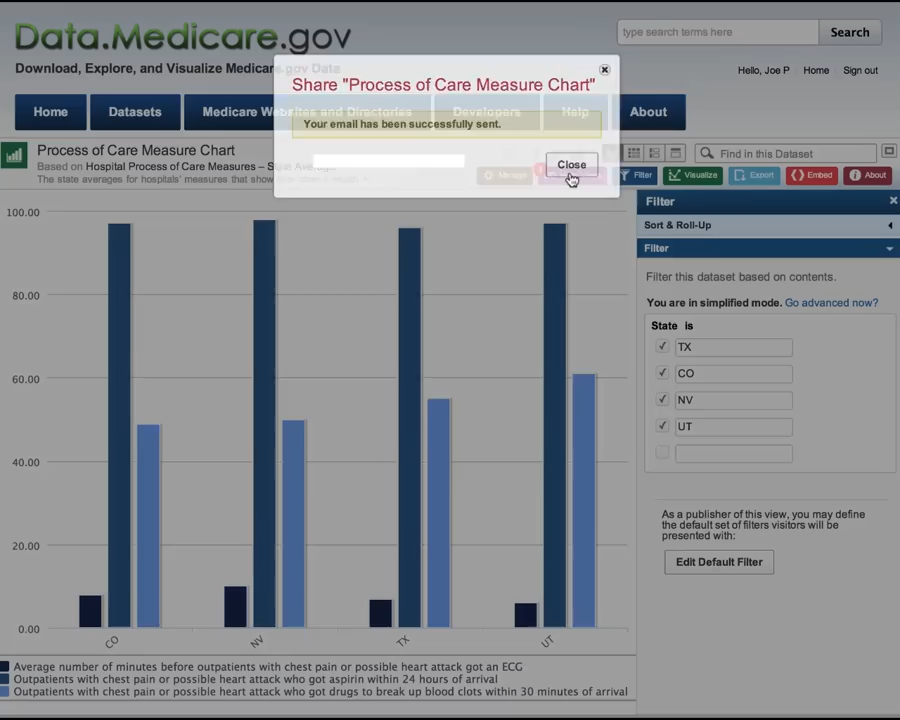 Data.Medicare.gov
type search terms here
Search
Download, Explore, and Visualize Medicare.gov Data
Hello, Joe P Home Sign out
Share "Process of Care Measure Chart"
Home Datasets Medicare Websites and Directories Developers Help About
Your email has been successfully sent.
Process of Care Measure Chart
Find in this Dataset
Based on Hospital Process of Care Measures – State Averag...
Close
The state averages for hospitals' measures that show
Manage Filter Visualize Export Embed About
Filter
Sort & Roll-Up
Filter
Filter this dataset based on contents.
You are in simplified mode. Go advanced now?
State is
TX
CO
NV
UT
As a publisher of this view, you may define
the default set of filters visitors will be
presented with:
Edit Default Filter
100.00
80.00
60.00
40.00
20.00
0.00
CO NV TX UT
Average number of minutes before outpatients with chest pain or possible heart attack got an ECG
Outpatients with chest pain or possible heart attack who got aspirin within 24 hours of arrival
Outpatients with chest pain or possible heart attack who got drugs to break up blood clots within 30 minutes of arrival